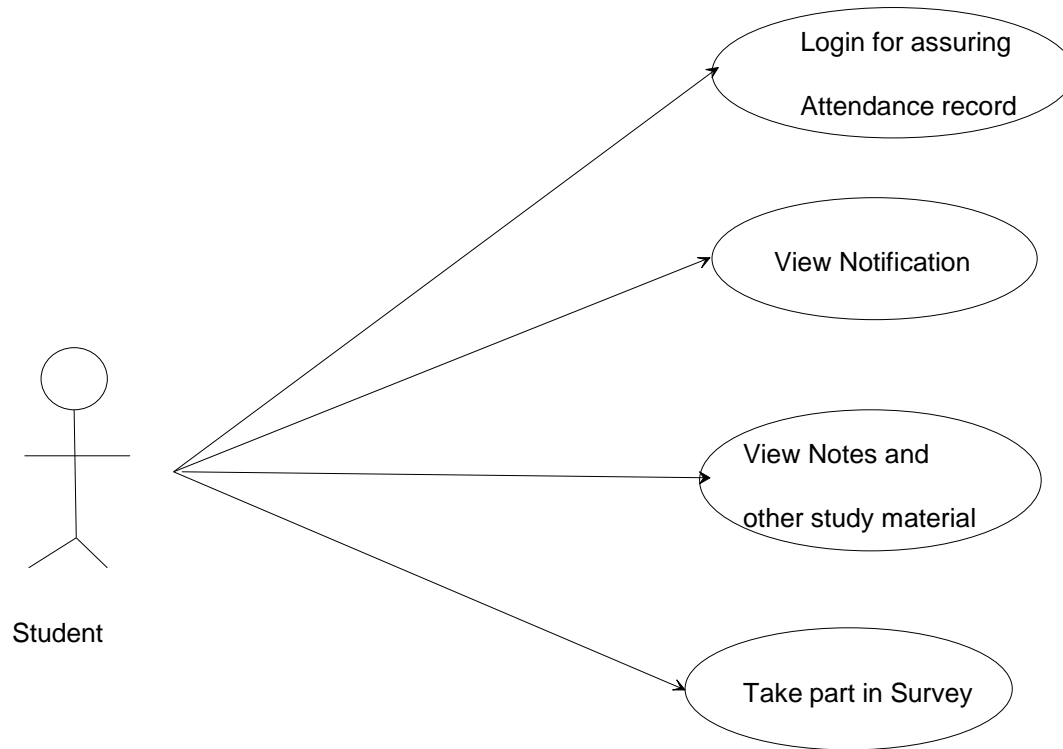 Login for assuring
Attendance record
View Notification
View Notes and
other study material
Student
Take part in Survey